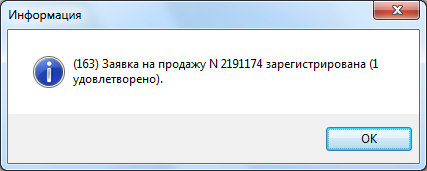 Информация
(163) Заявка на продажу N 2191174 зарегистрирована (1
удовлетворено).
OK